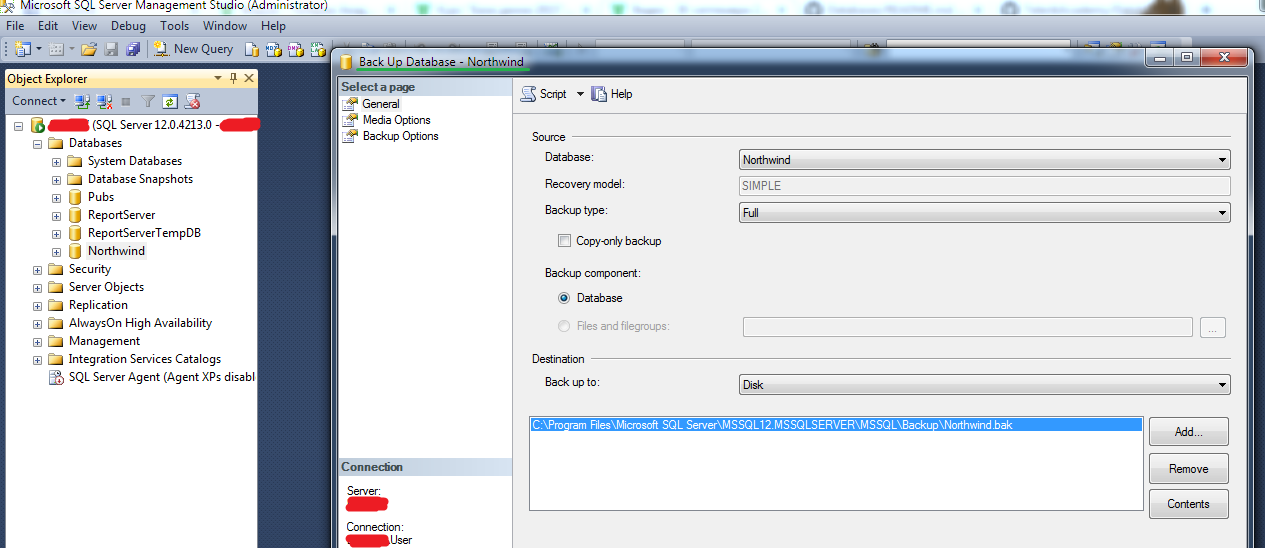 Microsoft SQL Server Management Studio (Administrator)
File Edit View Debug Tools Window Help
New Query
Object Explorer
Connect
(SQL Server 12.0.4213.0 -
Databases
System Databases
Database Snapshots
Pubs
ReportServer
ReportServerTempDB
Northwind
Security
Server Objects
Replication
AlwaysOn High Availability
Management
Integration Services Catalogs
SQL Server Agent (Agent XPs disabl
Back Up Database - Northwind
Select a page
General
Media Options
Backup Options
Connection
Server:
Connection:
User
Script Help
Source
Database: Northwind
Recovery model: SIMPLE
Backup type: Full
Copy-only backup
Backup component:
Database
Files and filegroups: ...
Destination
Back up to: Disk
C:\Program Files\Microsoft SQL Server\MSSQL12.MSSQLSERVER\MSSQL\Backup\Northwind.bak
Add...
Remove
Contents